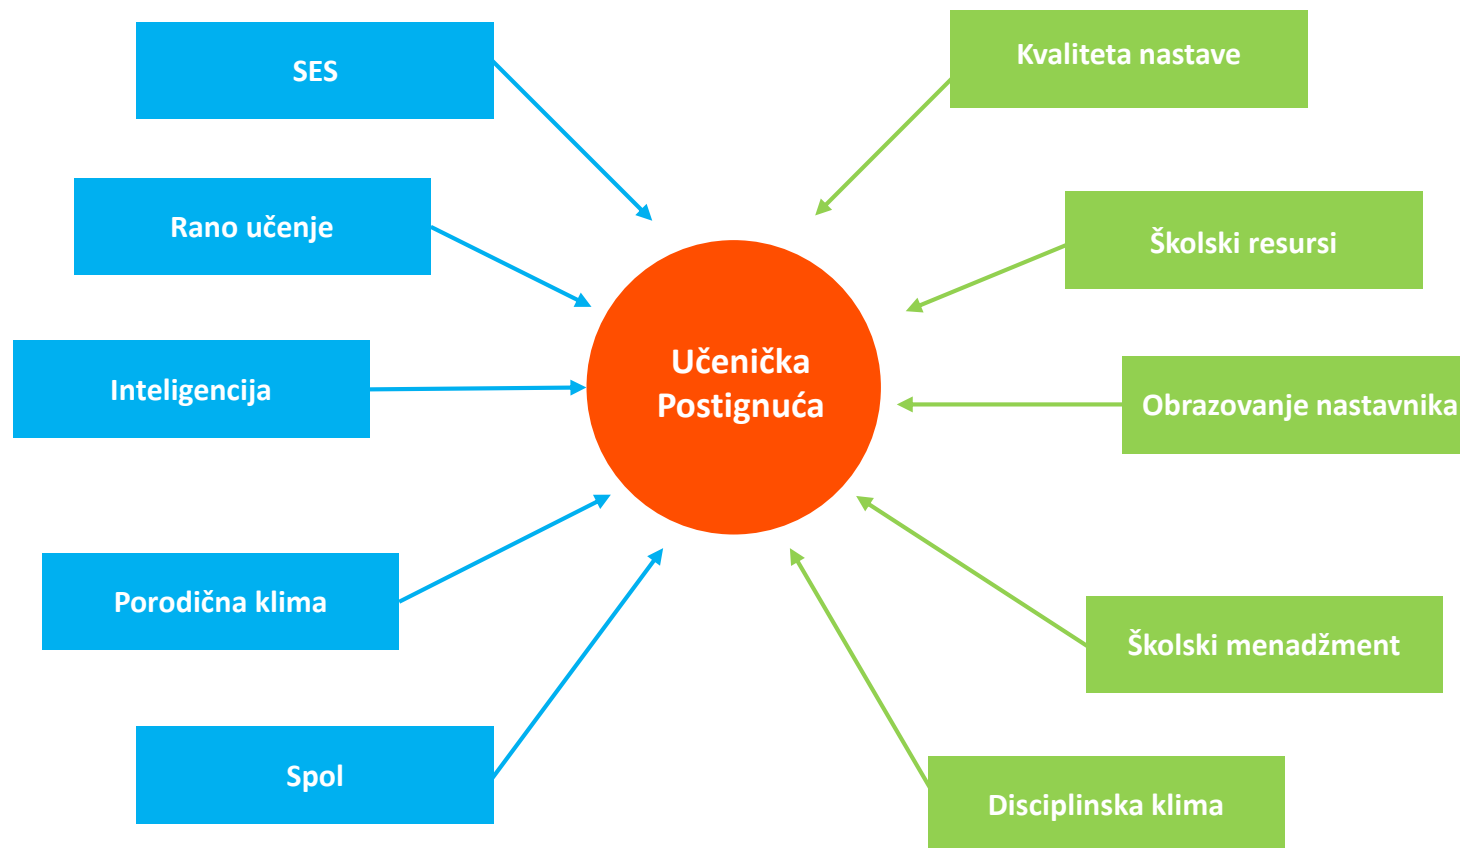 SES
Rano učenje
Inteligencija
Porodična klima
Spol
Učenička
Postignuća
Kvaliteta nastave
Školski resursi
Obrazovanje nastavnika
Školski menadžment
Disciplinska klima